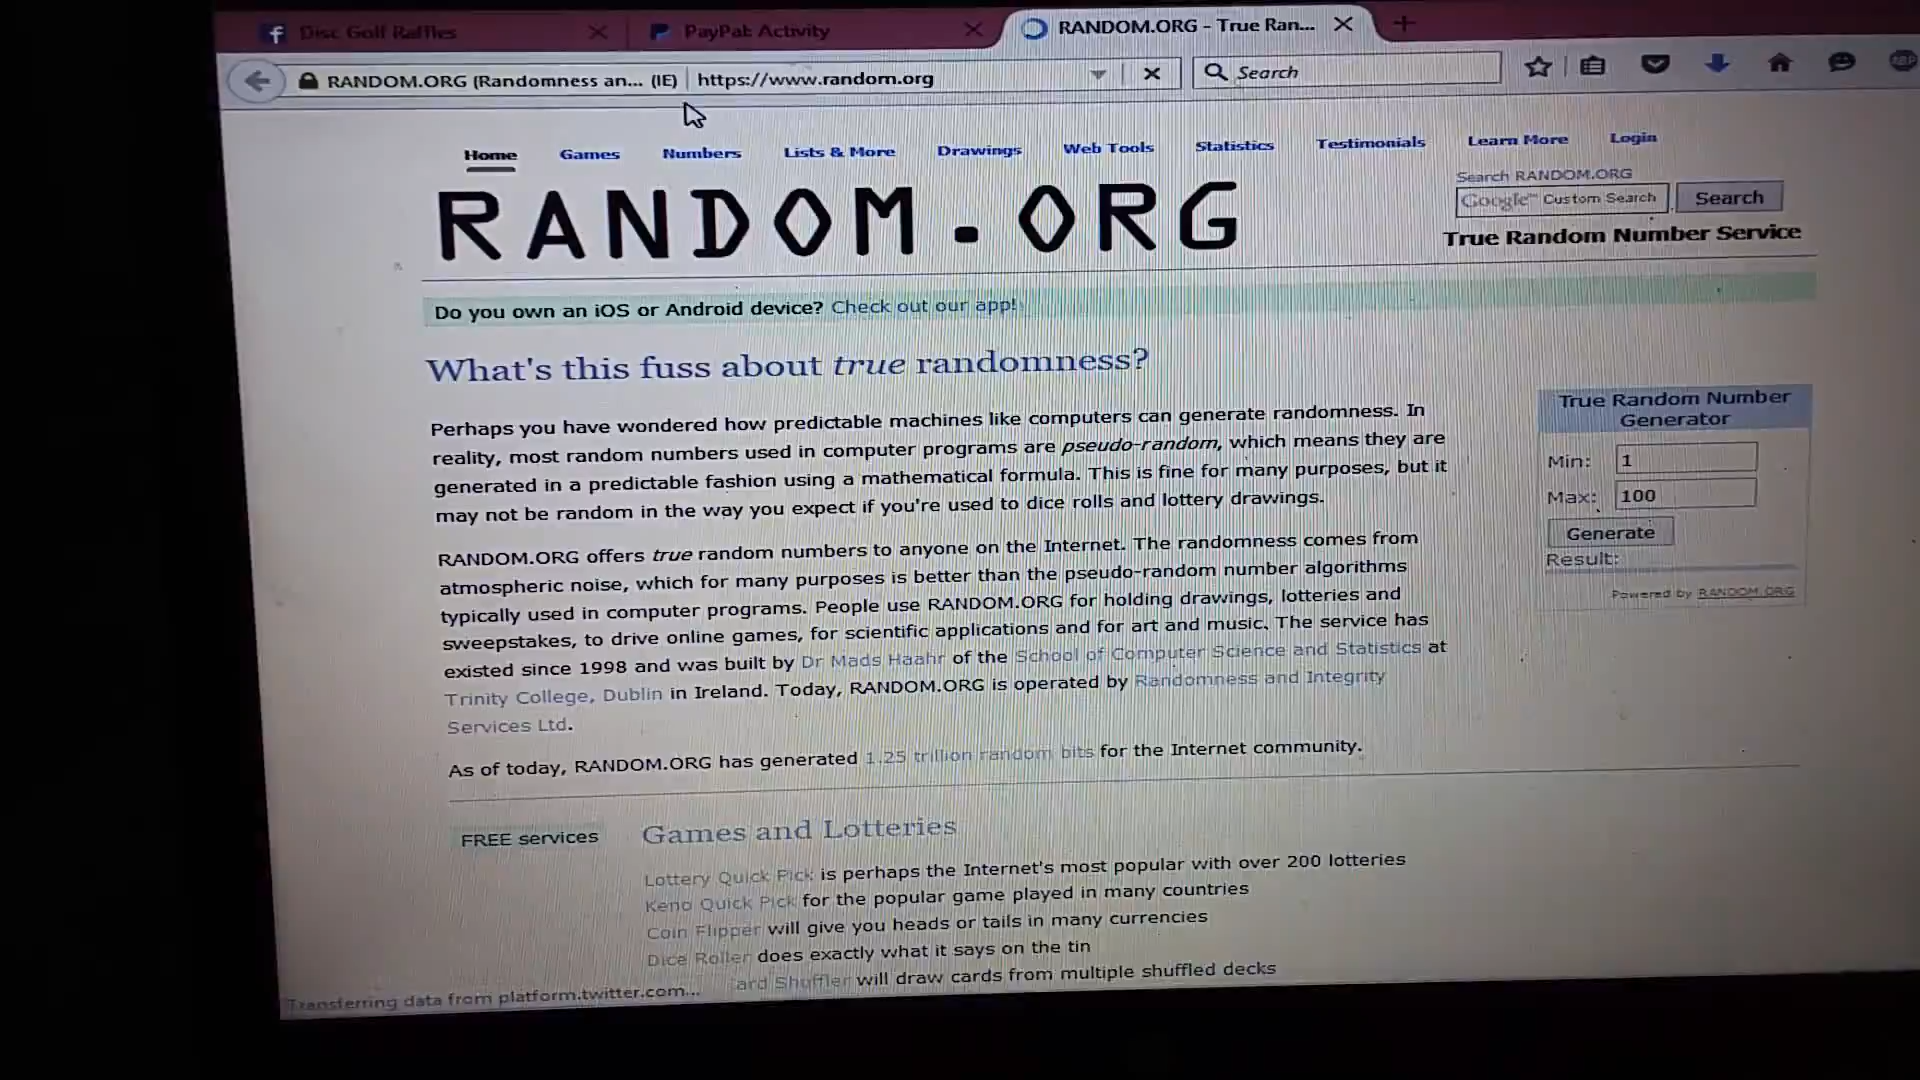 Disc Golf Raffles
PayPal: Activity
RANDOM.ORG - True Ran...
RANDOM.ORG (Randomness an... (IE)
https://www.random.org
Search
ABP
Home Games Numbers Lists & More Drawings Web Tools Statistics Testimonials Learn More Login
RANDOM.ORG
Search RANDOM.ORG
Google™ Custom Search
Search
True Random Number Service
Do you own an iOS or Android device? Check out our app!
What's this fuss about true randomness?
Perhaps you have wondered how predictable machines like computers can generate randomness. In
reality, most random numbers used in computer programs are pseudo-random, which means they are
generated in a predictable fashion using a mathematical formula. This is fine for many purposes, but it
may not be random in the way you expect if you're used to dice rolls and lottery drawings.
RANDOM.ORG offers true random numbers to anyone on the Internet. The randomness comes from
atmospheric noise, which for many purposes is better than the pseudo-random number algorithms
typically used in computer programs. People use RANDOM.ORG for holding drawings, lotteries and
sweepstakes, to drive online games, for scientific applications and for art and music. The service has
existed since 1998 and was built by Dr Mads Haahr of the School of Computer Science and Statistics at
Trinity College, Dublin in Ireland. Today, RANDOM.ORG is operated by Randomness and Integrity
Services Ltd.
As of today, RANDOM.ORG has generated 1.25 trillion random bits for the Internet community.
True Random Number
Generator
Min: 1
Max: 100
Generate
Result:
Powered by RANDOM.ORG
FREE services
Games and Lotteries
Lottery Quick Pick is perhaps the Internet's most popular with over 200 lotteries
Keno Quick Pick for the popular game played in many countries
Coin Flipper will give you heads or tails in many currencies
Dice Roller does exactly what it says on the tin
ard Shuffler will draw cards from multiple shuffled decks
Transferring data from platform.twitter.com...